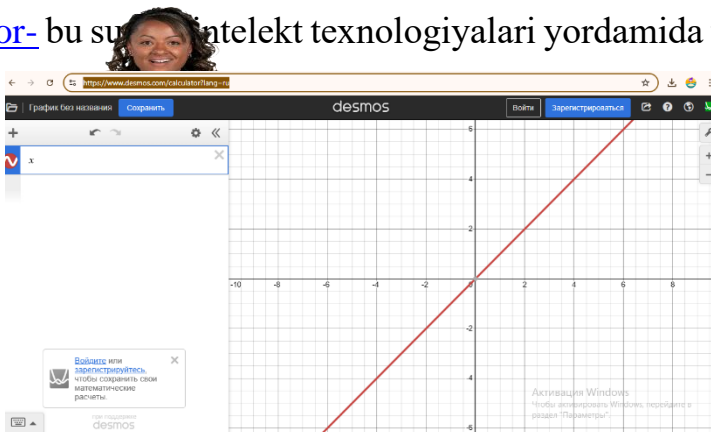 or- bu su intelekt texnologiyalari yordamida
https://www.desmos.com/calculator?lang=ru
График без названия Сохранить desmos Войти Зарегистрироваться
x
6
4
2
-10 -8 -6 -4 -2 0 2 4 6 8
-2
-4
-6
Войдите или
зарегистрируйтесь,
чтобы сохранить свои
математические
расчеты.
при поддержке
desmos
Активация Windows
Чтобы активировать Windows, перейдите в
раздел "Параметры".